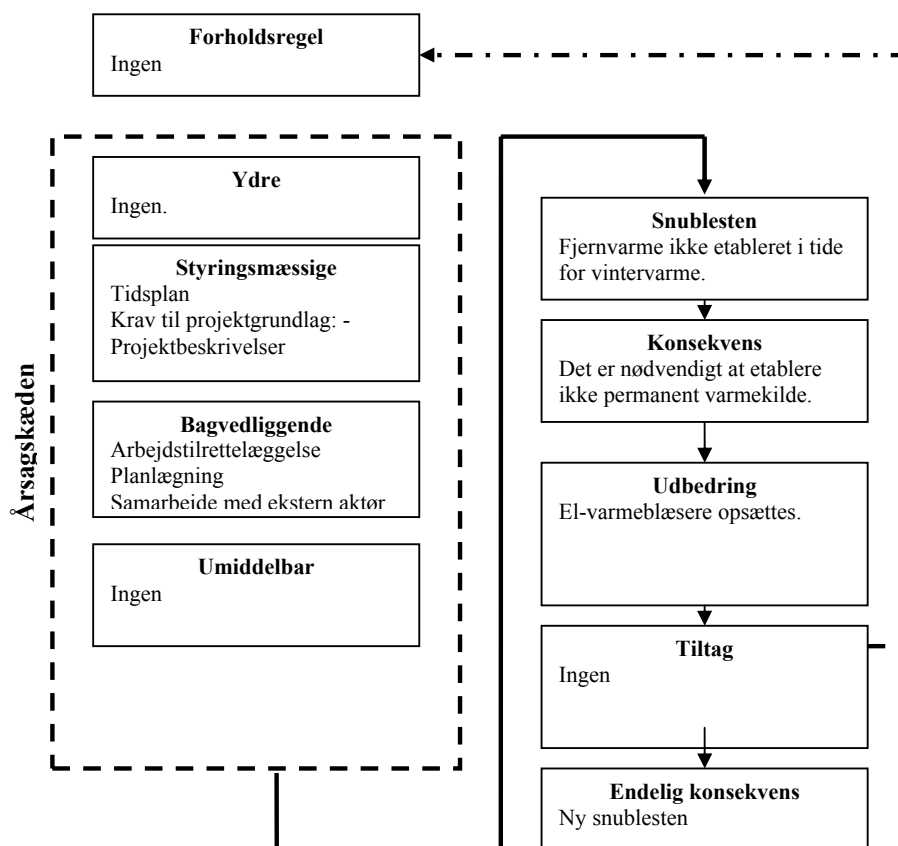 Forholdsregel
Ingen
Årsagskæden
Ydre
Ingen.
Styringsmæssige
Tidsplan
Krav til projektgrundlag: -
Projektbeskrivelser
Bagvedliggende
Arbejdstilrettelæggelse
Planlægning
Samarbejde med ekstern aktør
Umiddelbar
Ingen
Snublesten
Fjernvarme ikke etableret i tide
for vintervarme.
Konsekvens
Det er nødvendigt at etablere
ikke permanent varmekilde.
Udbedring
El-varmeblæsere opsættes.
Tiltag
Ingen
Endelig konsekvens
Ny snublesten